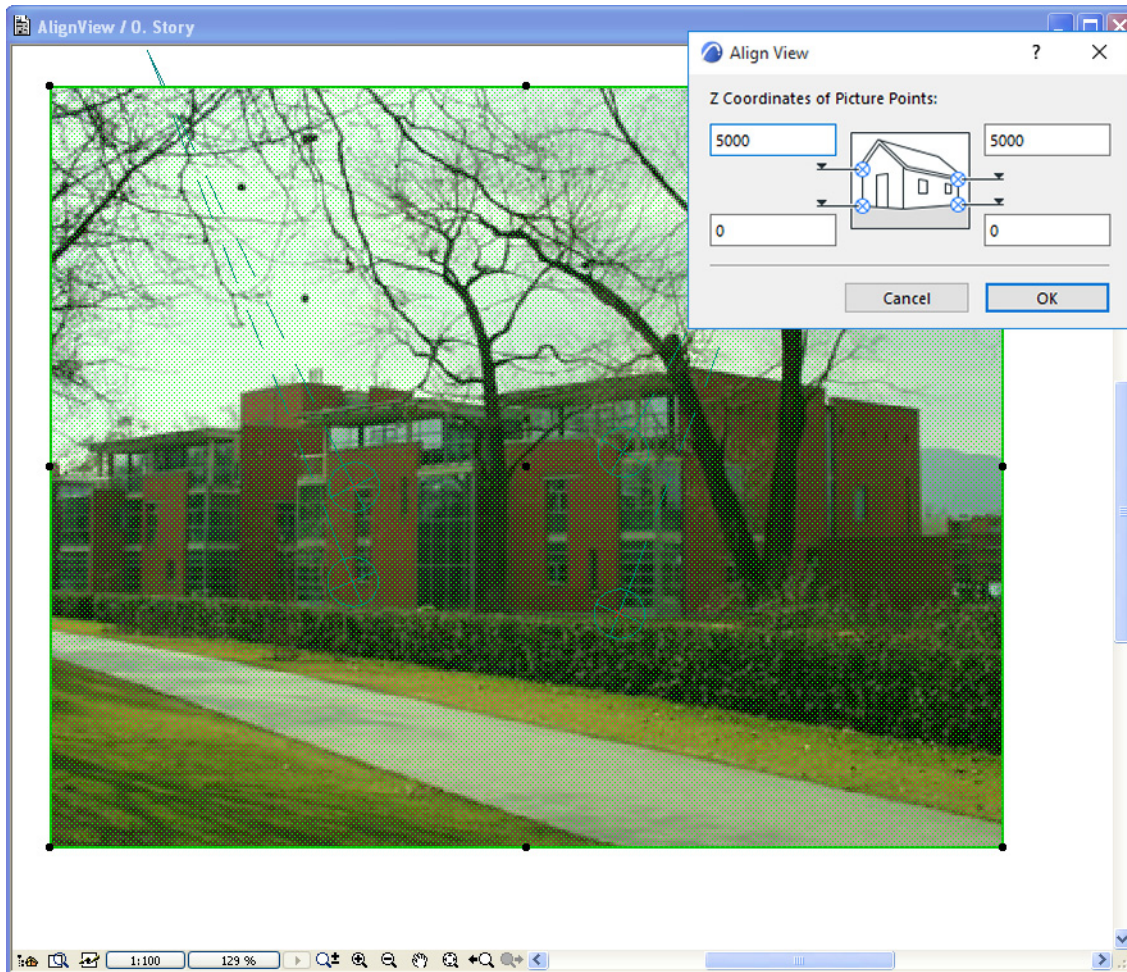 AlignView / 0. Story
Align View
?
Z Coordinates of Picture Points:
5000
5000
0
0
Cancel
OK
1:100
129 %